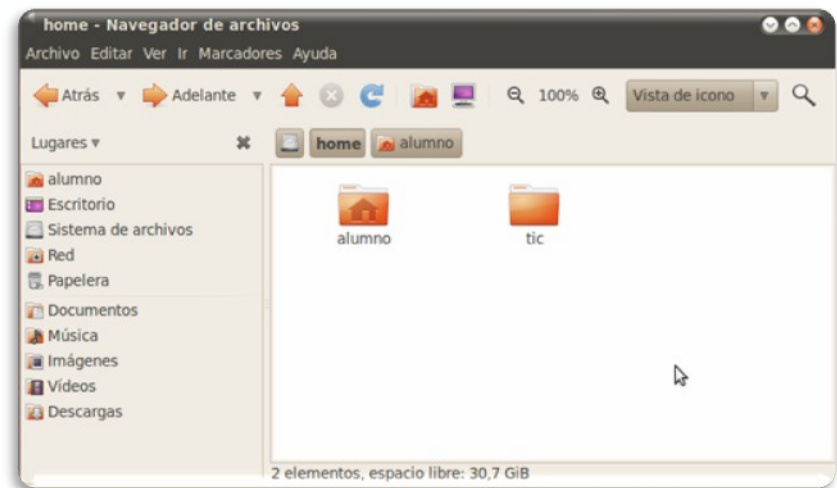 home - Navegador de archivos
Archivo Editar Ver Ir Marcadores Ayuda
Atrás Adelante 100% Vista de icono
Lugares home alumno
alumno
Escritorio
Sistema de archivos
Red
Papelera
Documentos
Música
Imágenes
Vídeos
Descargas
alumno tic
2 elementos, espacio libre: 30,7 GiB